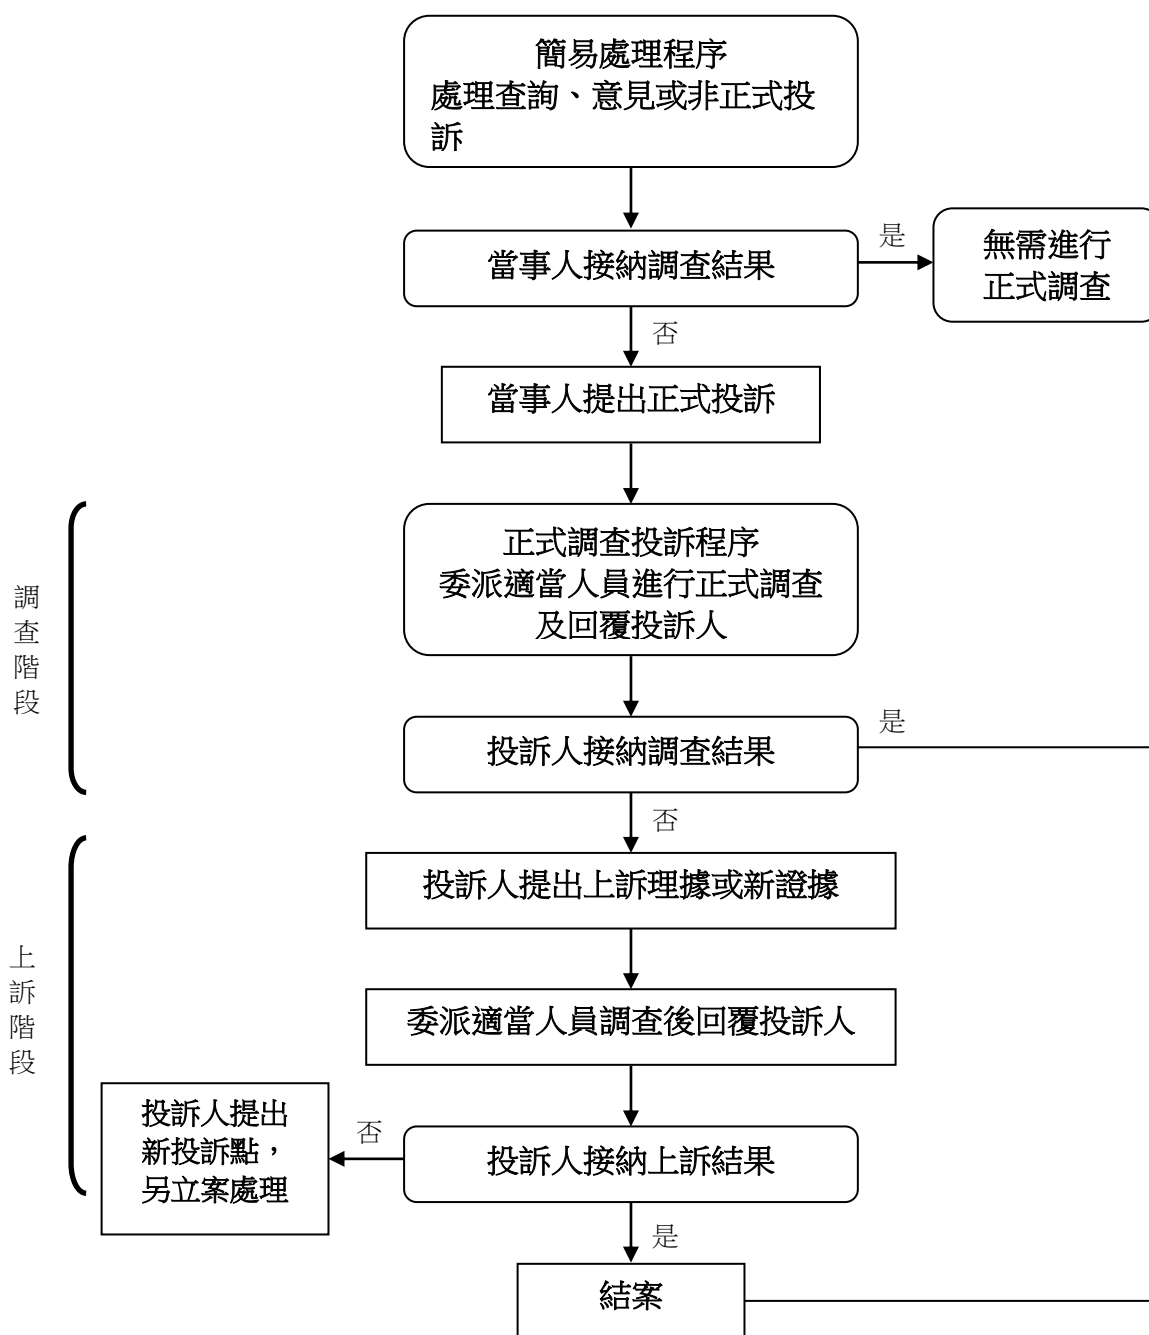 簡易處理程序
處理查詢、意見或非正式投
訴
當事人接納調查結果
是
無需進行
正式調查
否
當事人提出正式投訴
調查階段
正式調查投訴程序
委派適當人員進行正式調查
及回覆投訴人
投訴人接納調查結果
是
否
上訴階段
投訴人提出上訴理據或新證據
委派適當人員調查後回覆投訴人
投訴人接納上訴結果
否
投訴人提出
新投訴點，
另立案處理
是
結案